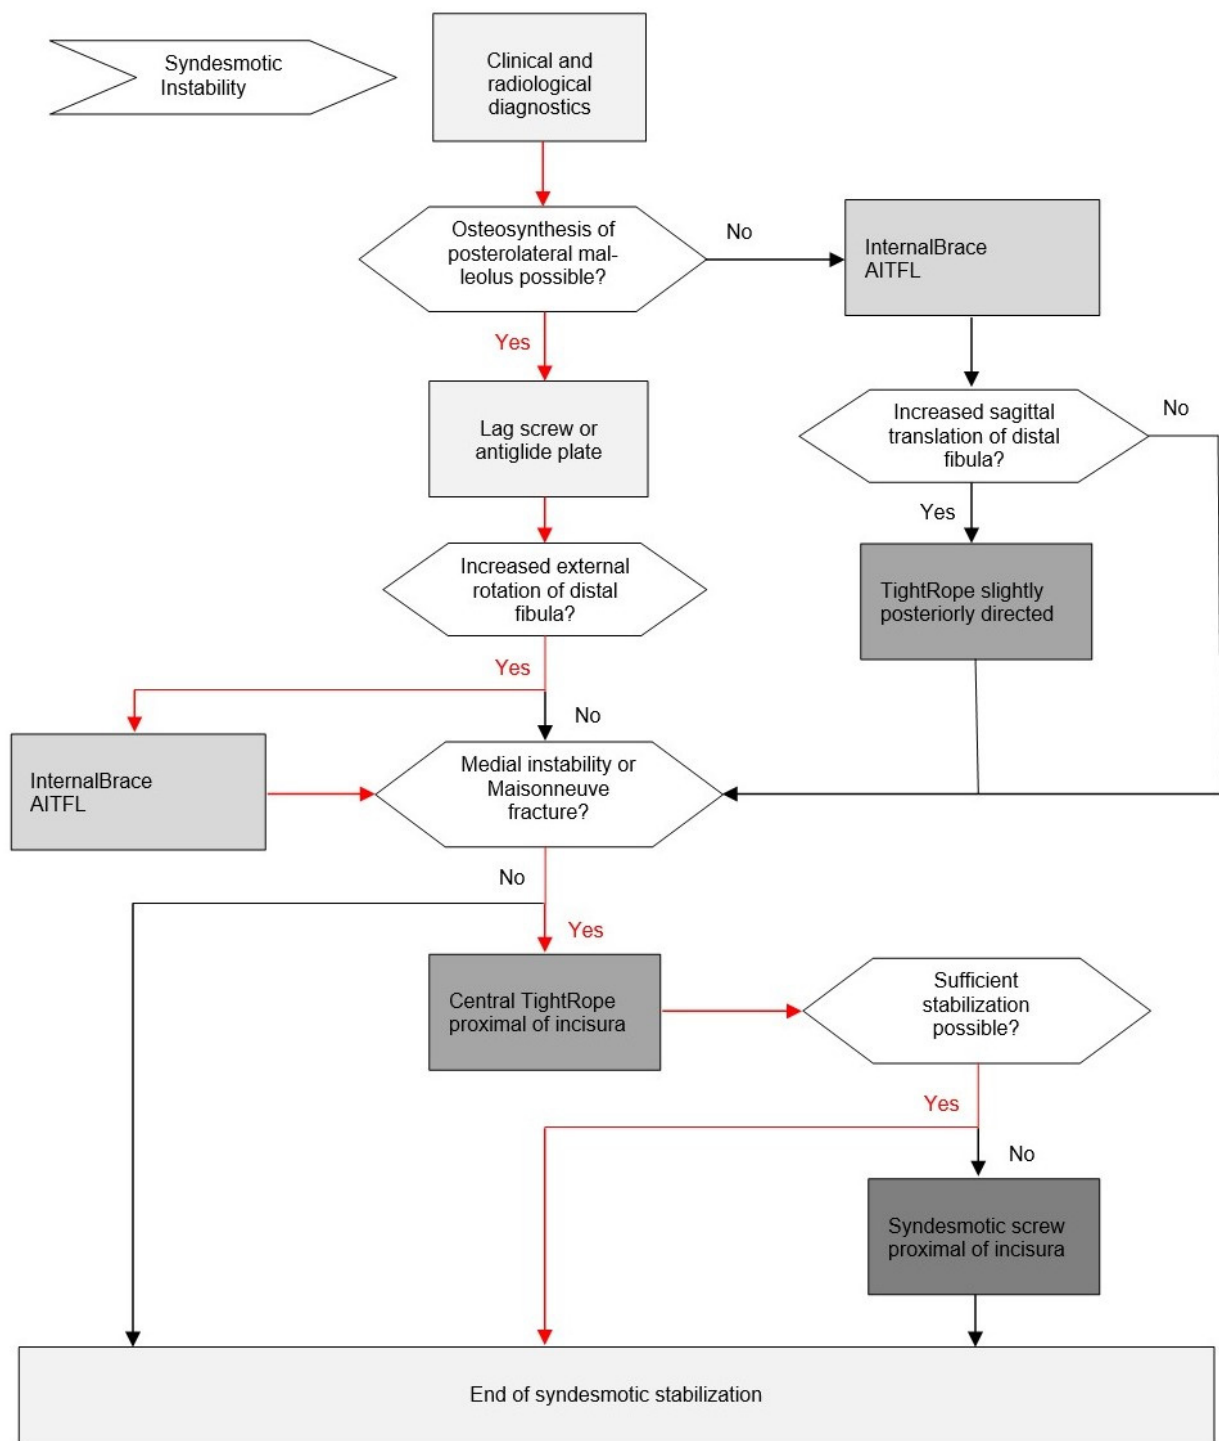 Syndesmotic
Instability
Clinical and
radiological
diagnostics
Osteosynthesis of
posterolateral mal-
leolus possible?
No
InternalBrace
AITFL
Yes
Lag screw or
antiglide plate
Increased sagittal
translation of distal
fibula?
No
Yes
TightRope slightly
posteriorly directed
Increased external
rotation of distal
fibula?
Yes
No
InternalBrace
AITFL
Medial instability or
Maisonneuve
fracture?
No
Yes
Central TightRope
proximal of incisura
Sufficient
stabilization
possible?
Yes
No
Syndesmotic screw
proximal of incisura
End of syndesmotic stabilization